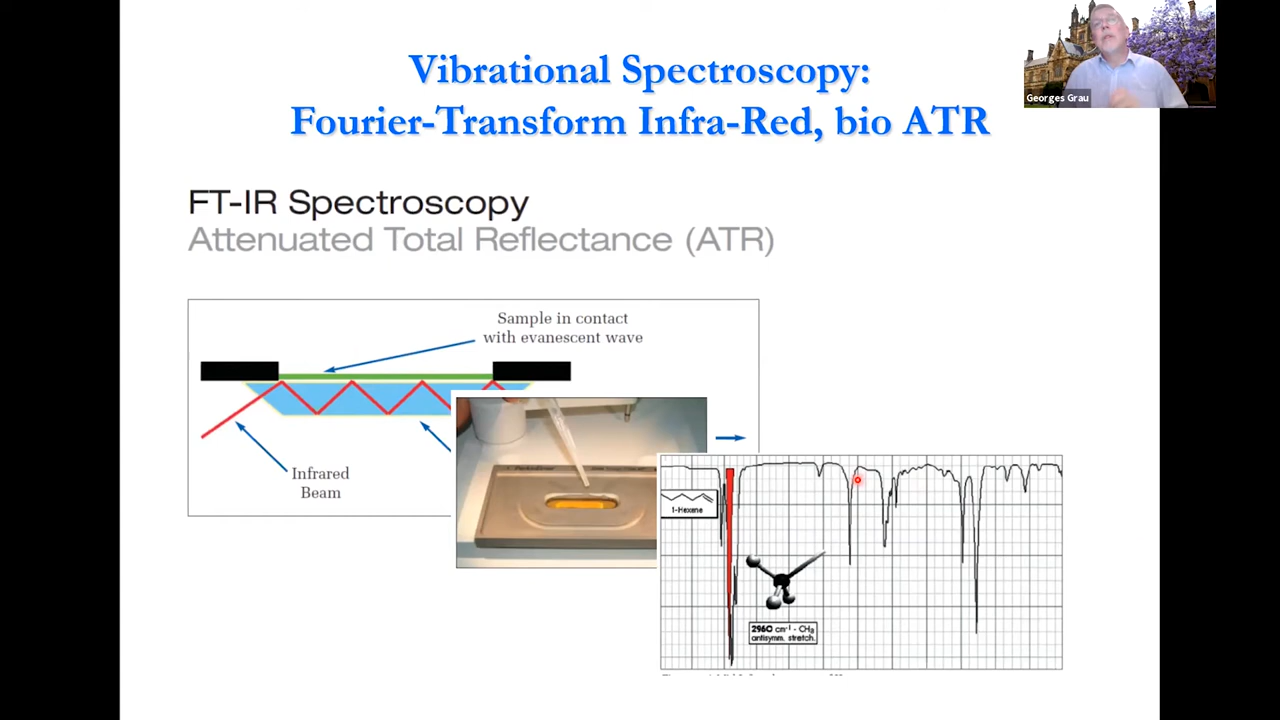 Vibrational Spectroscopy:
Fourier-Transform Infra-Red, bio ATR
Georges Grau
FT-IR Spectroscopy
Attenuated Total Reflectance (ATR)
Sample in contact
with evanescent wave
Infrared
Beam
1-Hexene
2960 cm-1 - CH3
antisymm. stretch.